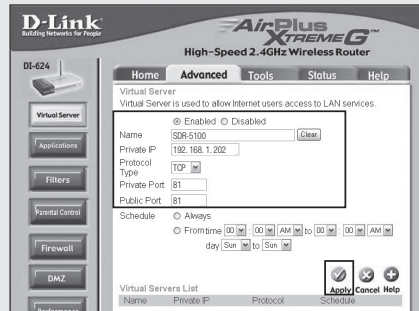 D-Link
Building Networks for People
AirPlus
XTREME G
High-Speed 2.4GHz Wireless Router
DI-624
Home Advanced Tools Status Help
Virtual Server
Virtual Server is used to allow Internet users access to LAN services.
Enabled Disabled
Name SDR-5100 Clear
Private IP 192.168.1.202
Protocol
Type TCP
Private Port 81
Public Port 81
Schedule Always
From time 00 : 00 AM to 00 : 00 AM
day Sun to Sun
Apply Cancel Help
Virtual Servers List
Name Private IP Protocol Schedule
Virtual Server
Applications
Filters
Parental Control
Firewall
DMZ
Performance